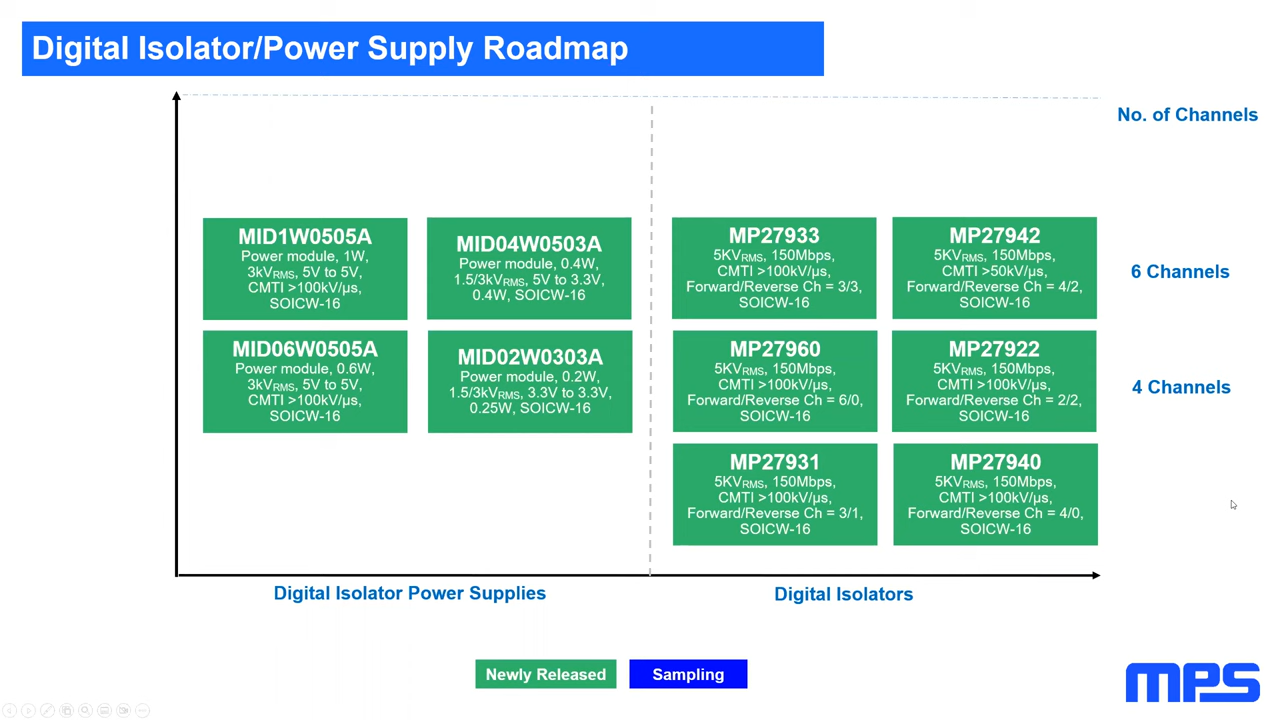 Digital Isolator/Power Supply Roadmap
No. of Channels
MID1W0505A
Power module, 1W,
3kVRMS, 5V to 5V,
CMTI >100kV/µs,
SOICW-16
MID04W0503A
Power module, 0.4W,
1.5/3kVRMS, 5V to 3.3V,
0.4W, SOICW-16
MP27933
5KVRMS, 150Mbps,
CMTI >100kV/µs,
Forward/Reverse Ch = 3/3,
SOICW-16
MP27942
5KVRMS, 150Mbps,
CMTI >50kV/µs,
Forward/Reverse Ch = 4/2,
SOICW-16
6 Channels
MID06W0505A
Power module, 0.6W,
3kVRMS, 5V to 5V,
CMTI >100kV/µs,
SOICW-16
MID02W0303A
Power module, 0.2W,
1.5/3kVRMS, 3.3V to 3.3V,
0.25W, SOICW-16
MP27960
5KVRMS, 150Mbps,
CMTI >100kV/µs,
Forward/Reverse Ch = 6/0,
SOICW-16
MP27922
5KVRMS, 150Mbps,
CMTI >100kV/µs,
Forward/Reverse Ch = 2/2,
SOICW-16
4 Channels
MP27931
5KVRMS, 150Mbps,
CMTI >100kV/µs,
Forward/Reverse Ch = 3/1,
SOICW-16
MP27940
5KVRMS, 150Mbps,
CMTI >100kV/µs,
Forward/Reverse Ch = 4/0,
SOICW-16
Digital Isolator Power Supplies
Digital Isolators
Newly Released
Sampling
mps